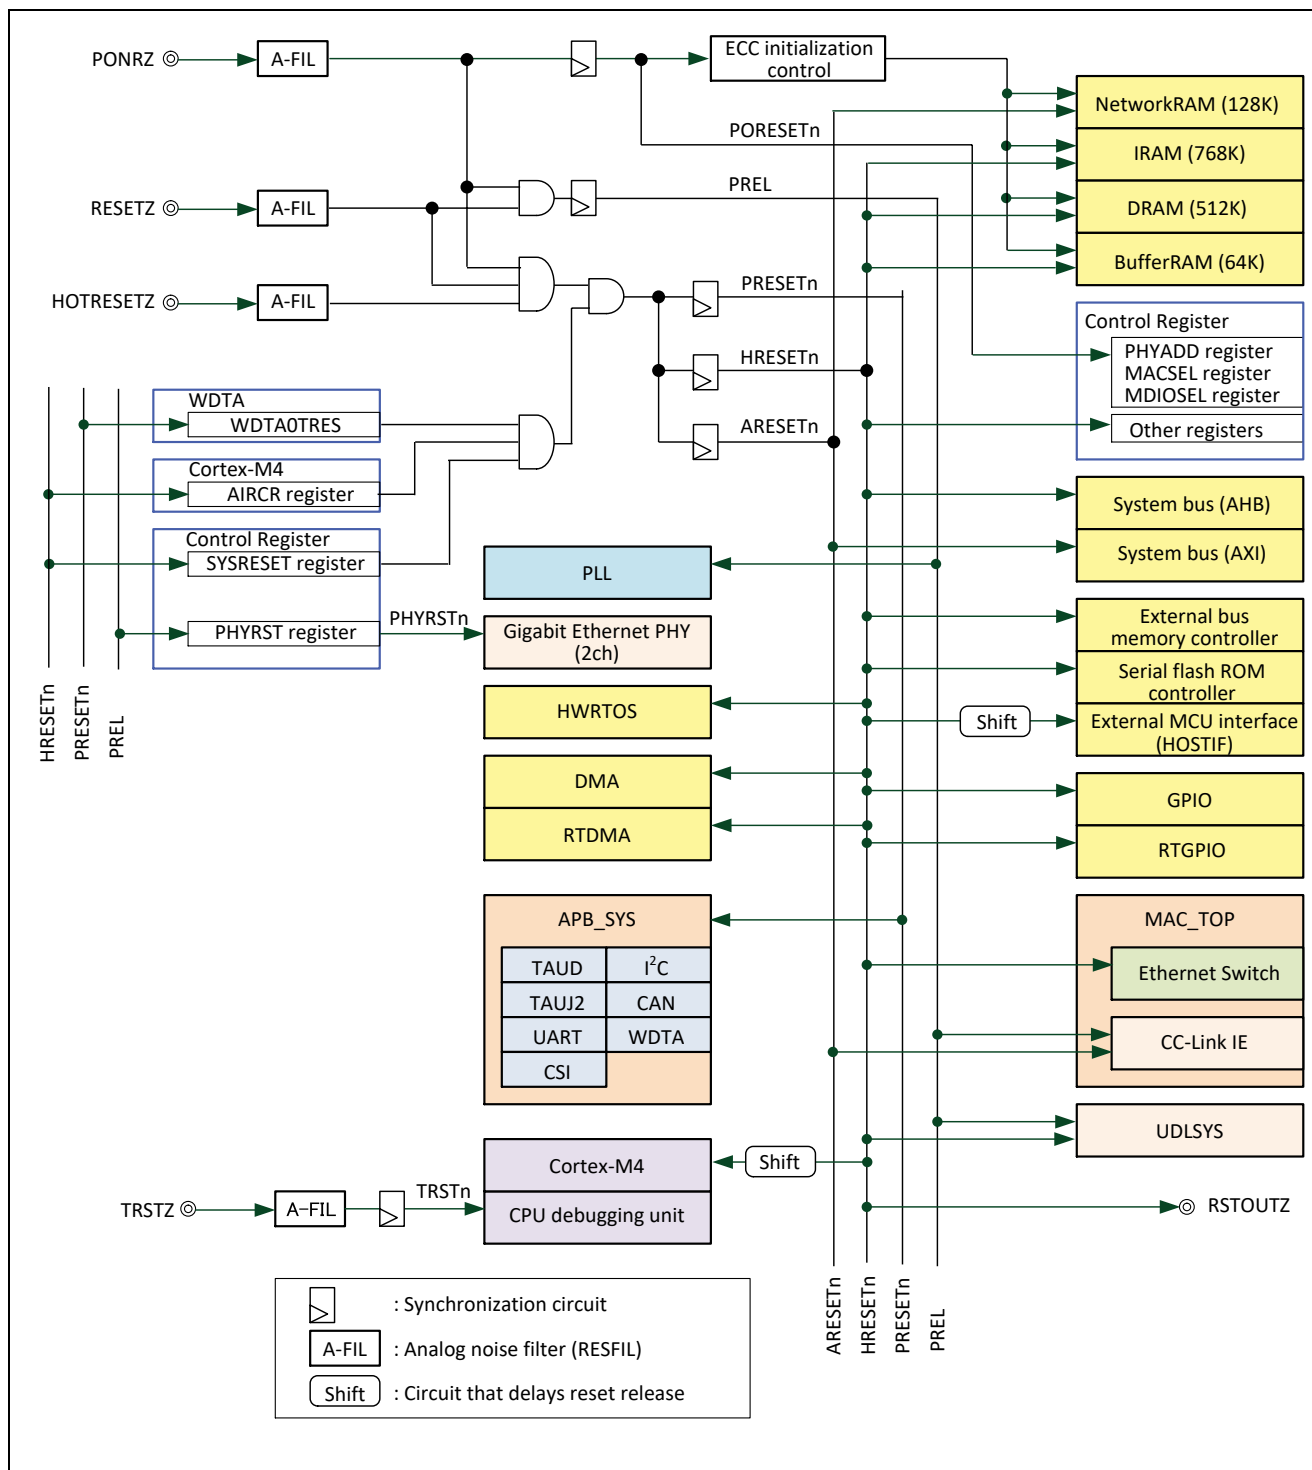 PONRZ
A-FIL
ECC initialization
control
NetworkRAM (128K)
PORESETn
IRAM (768K)
PREL
RESETZ
A-FIL
DRAM (512K)
BufferRAM (64K)
HOTRESETZ
A-FIL
PRESETn
Control Register
PHYADD register
MACSEL register
MDIOSEL register
HRESETn
WDTA
WDTA0TRES
Other registers
ARESETn
Cortex-M4
AIRCR register
System bus (AHB)
Control Register
SYSRESET register
System bus (AXI)
PLL
PHYRST register
PHYRSTn
Gigabit Ethernet PHY
(2ch)
External bus
memory controller
Serial flash ROM
controller
HRESETn
PRESETn
PREL
HWRTOS
Shift
External MCU interface
(HOSTIF)
DMA
GPIO
RTDMA
RTGPIO
APB_SYS
MAC_TOP
TAUD
I²C
Ethernet Switch
TAUJ2
CAN
UART
WDTA
CC-Link IE
CSI
UDLSYS
Cortex-M4
Shift
TRSTZ
A-FIL
TRSTn
CPU debugging unit
RSTOUTZ
ARESETn
HRESETn
PRESETn
PREL
: Synchronization circuit
A-FIL : Analog noise filter (RESFIL)
Shift : Circuit that delays reset release